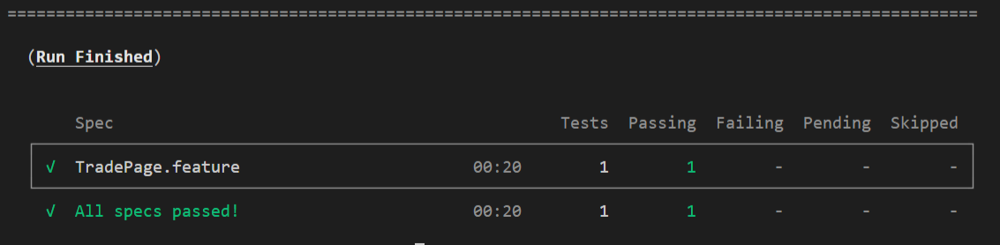 ====================================================================================================
(Run Finished)
Spec Tests Passing Failing Pending Skipped
√ TradePage.feature 00:20 1 1 - - -
√ All specs passed! 00:20 1 1 - - -